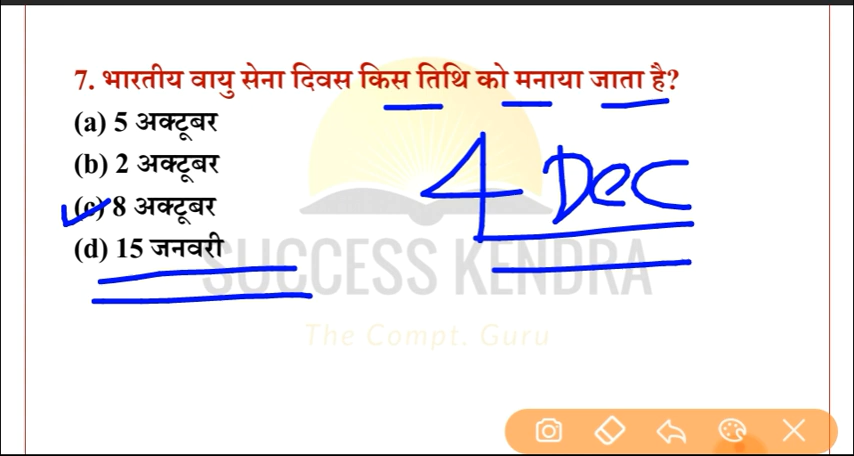 7. भारतीय वायु सेना दिवस किस तिथि को मनाया जाता है?
(a) 5 अक्टूबर
(b) 2 अक्टूबर
(c) 8 अक्टूबर
(d) 15 जनवरी
4 Dec
SUCCESS KENDRA
The Compt. Guru